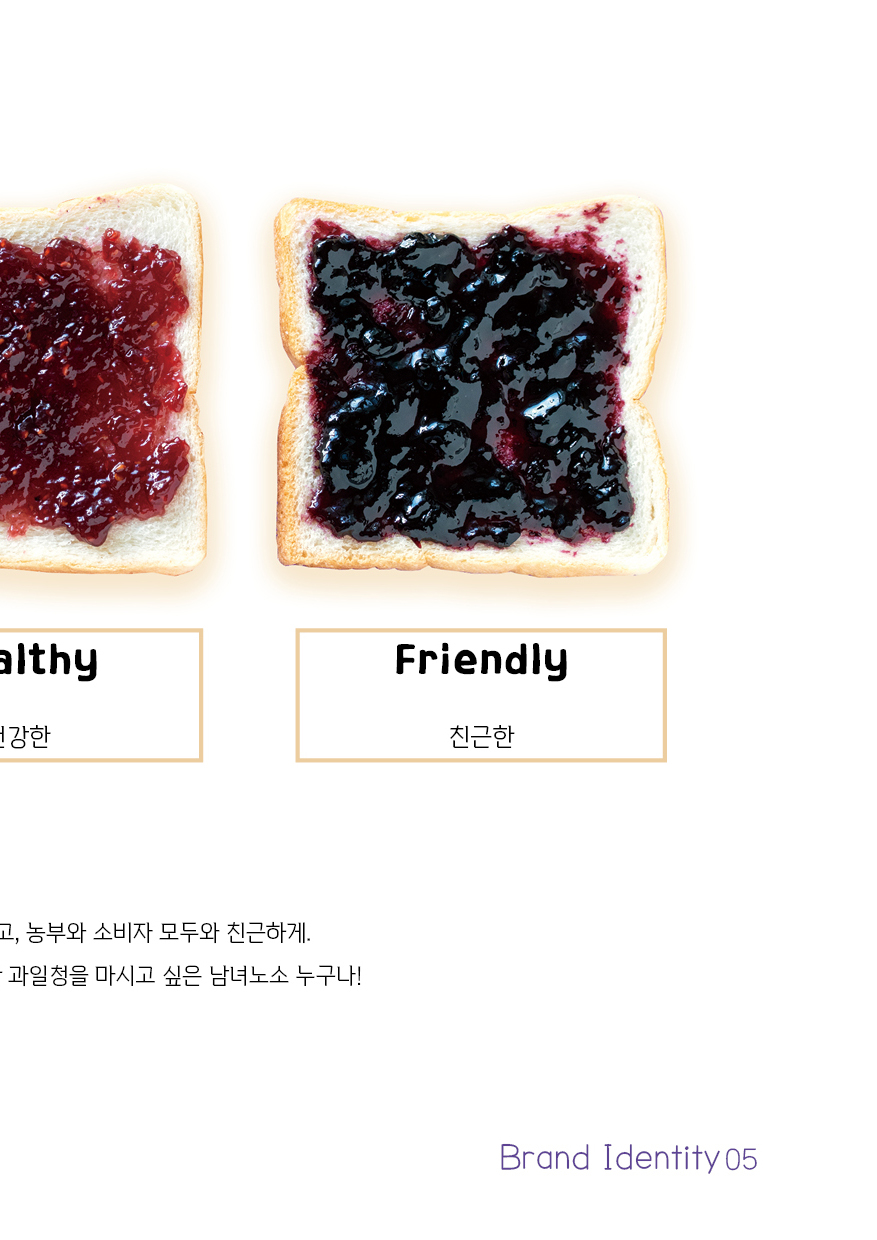 althy
Friendly
건강한
친근한
고, 농부와 소비자 모두와 친근하게.
과일청을 마시고 싶은 남녀노소 누구나!
Brand Identity 05